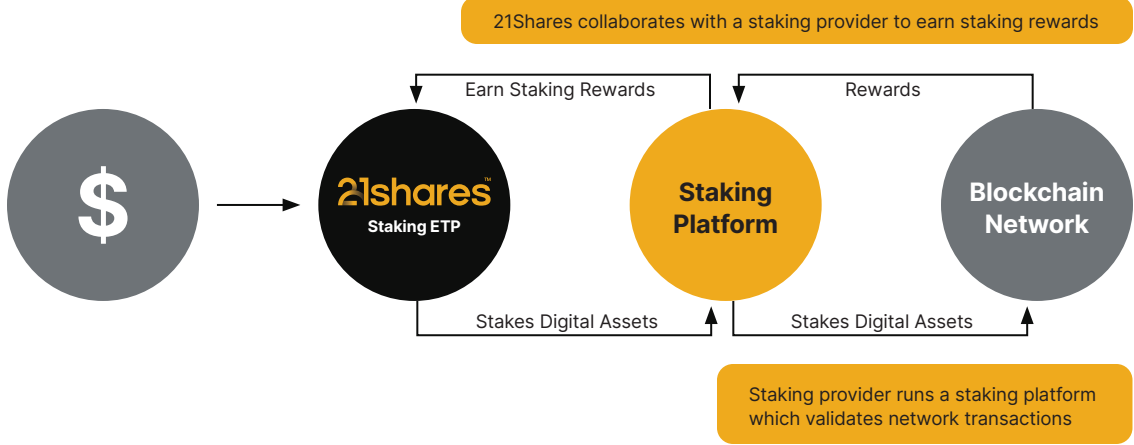 21Shares collaborates with a staking provider to earn staking rewards
Earn Staking Rewards
Rewards
$
21shares™
Staking ETP
Staking
Platform
Blockchain
Network
Stakes Digital Assets
Stakes Digital Assets
Staking provider runs a staking platform
which validates network transactions